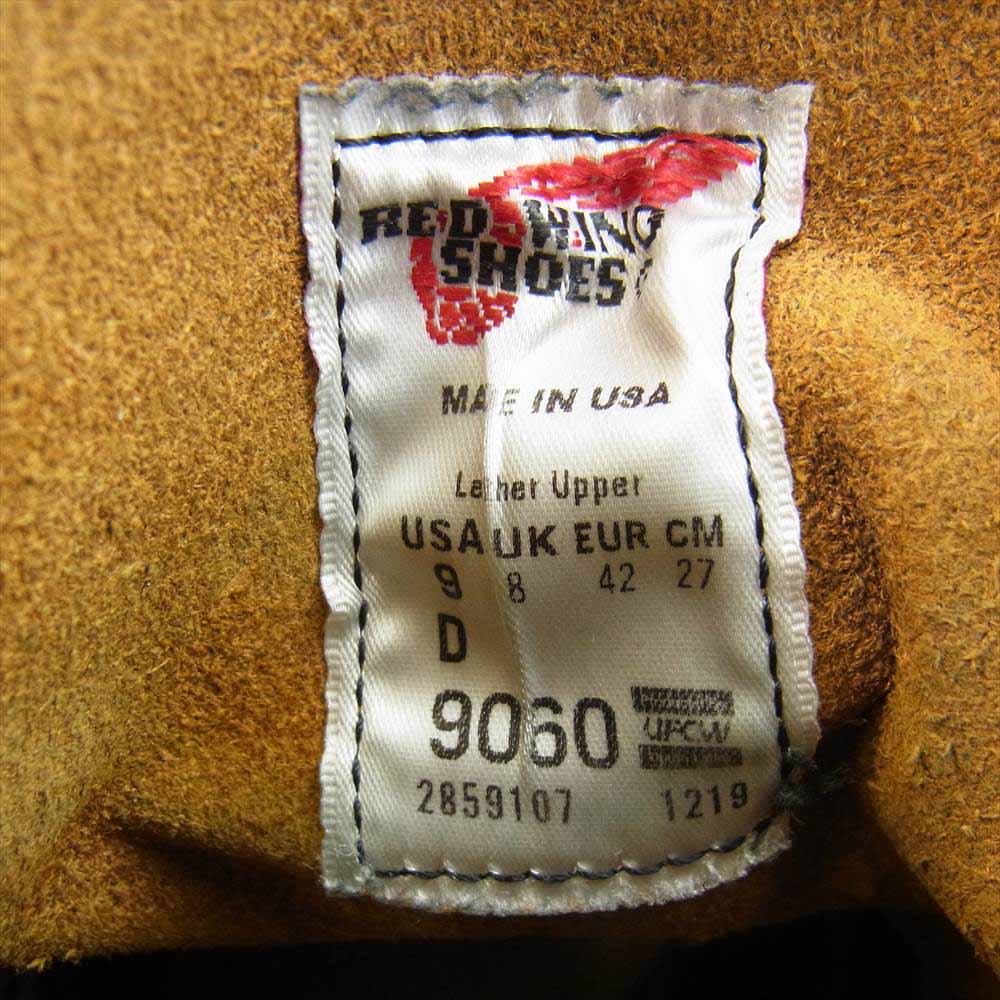 RED WING
SHOES
MADE IN USA
Leather Upper
USA UK EUR CM
9 8 42 27
D
9060 UFCW
2859107 1219